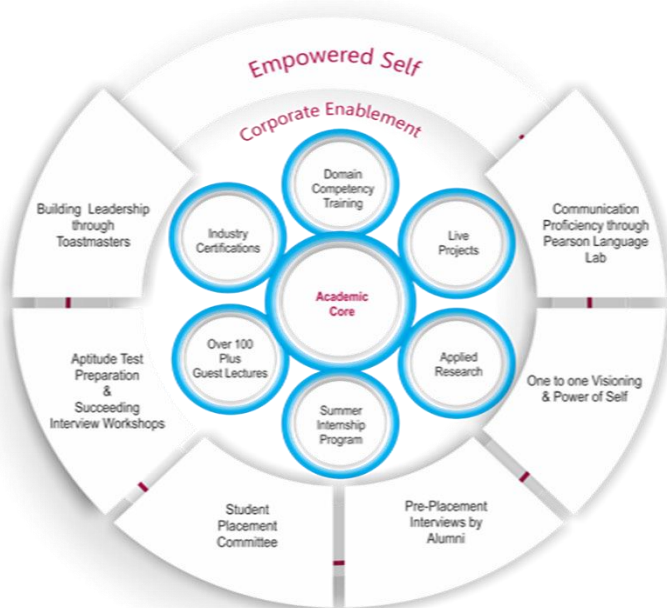 Empowered Self
Corporate Enablement
Domain
Competency
Training
Live
Projects
Applied
Research
Summer
Internship
Program
Over 100
Plus
Guest Lectures
Industry
Certifications
Academic
Core
Communication
Proficiency through
Pearson Language
Lab
One to one Visioning
& Power of Self
Pre-Placement
Interviews by
Alumni
Student
Placement
Committee
Aptitude Test
Preparation
&
Succeeding
Interview Workshops
Building Leadership
through
Toastmasters